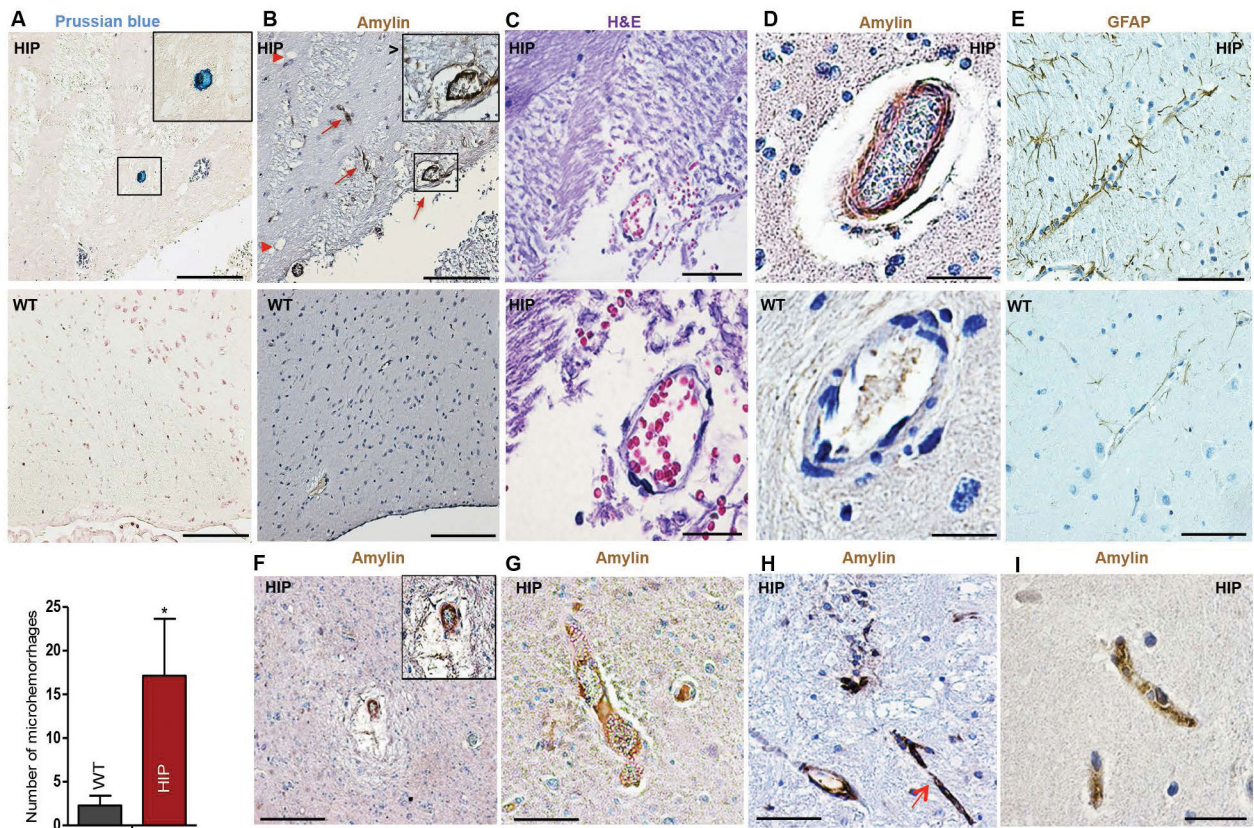 A Prussian blue
HIP
B Amylin
HIP >
C H&E
HIP
D Amylin
HIP
E GFAP
HIP
WT
WT
HIP
WT
WT
Number of microhemorrhages
25
20
15
10
5
0
WT
HIP
*
F Amylin
HIP
G Amylin
HIP
H Amylin
HIP
I Amylin
HIP